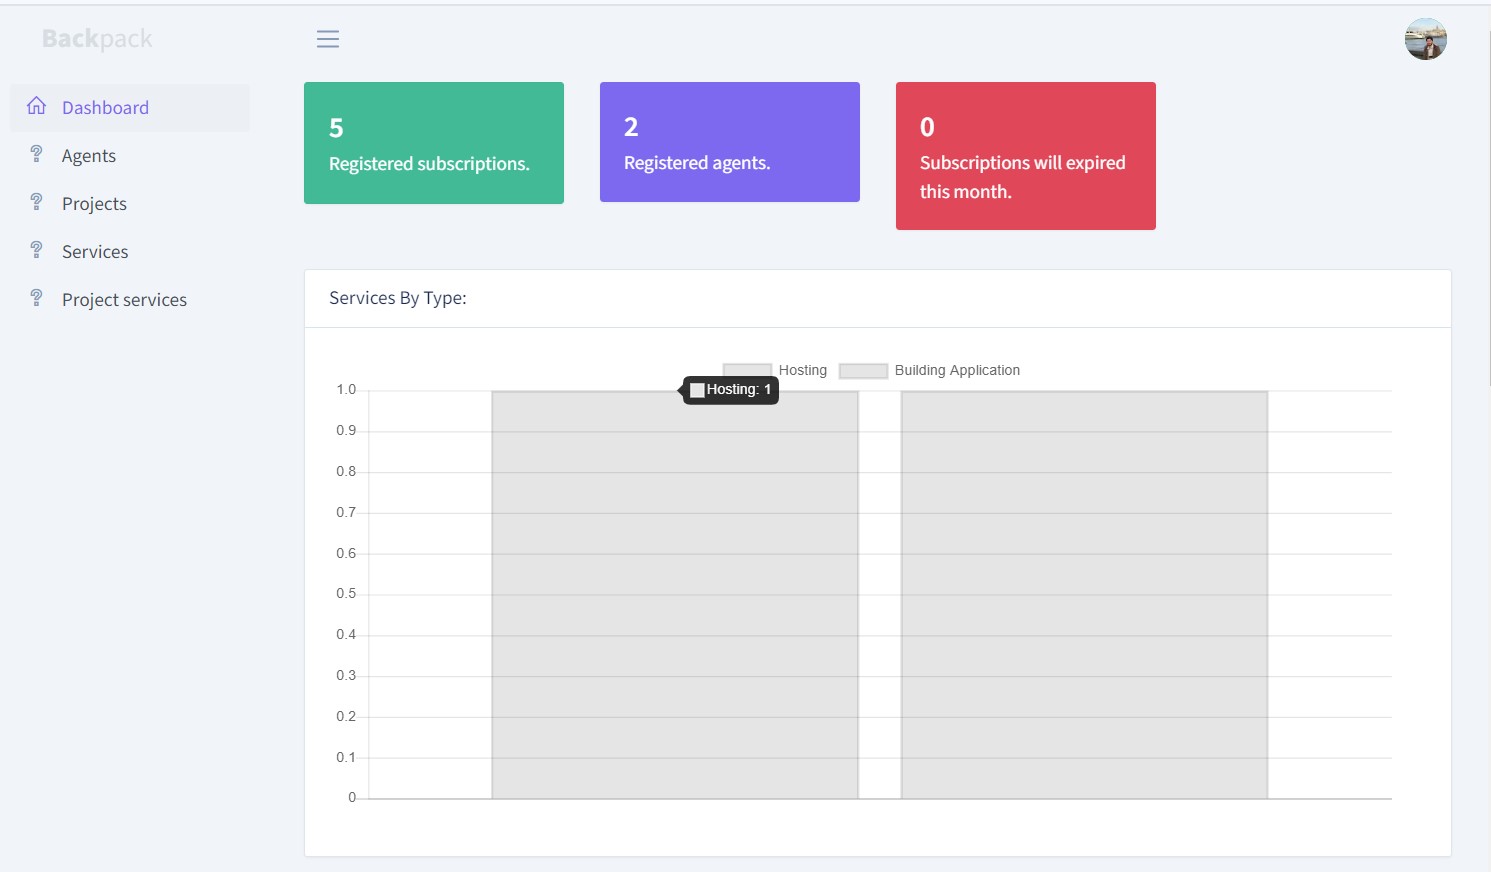 Backpack
Dashboard
Agents
Projects
Services
Project services
5
Registered subscriptions.
2
Registered agents.
0
Subscriptions will expired
this month.
Services By Type:
Hosting
Building Application
Hosting: 1
1.0
0.9
0.8
0.7
0.6
0.5
0.4
0.3
0.2
0.1
0